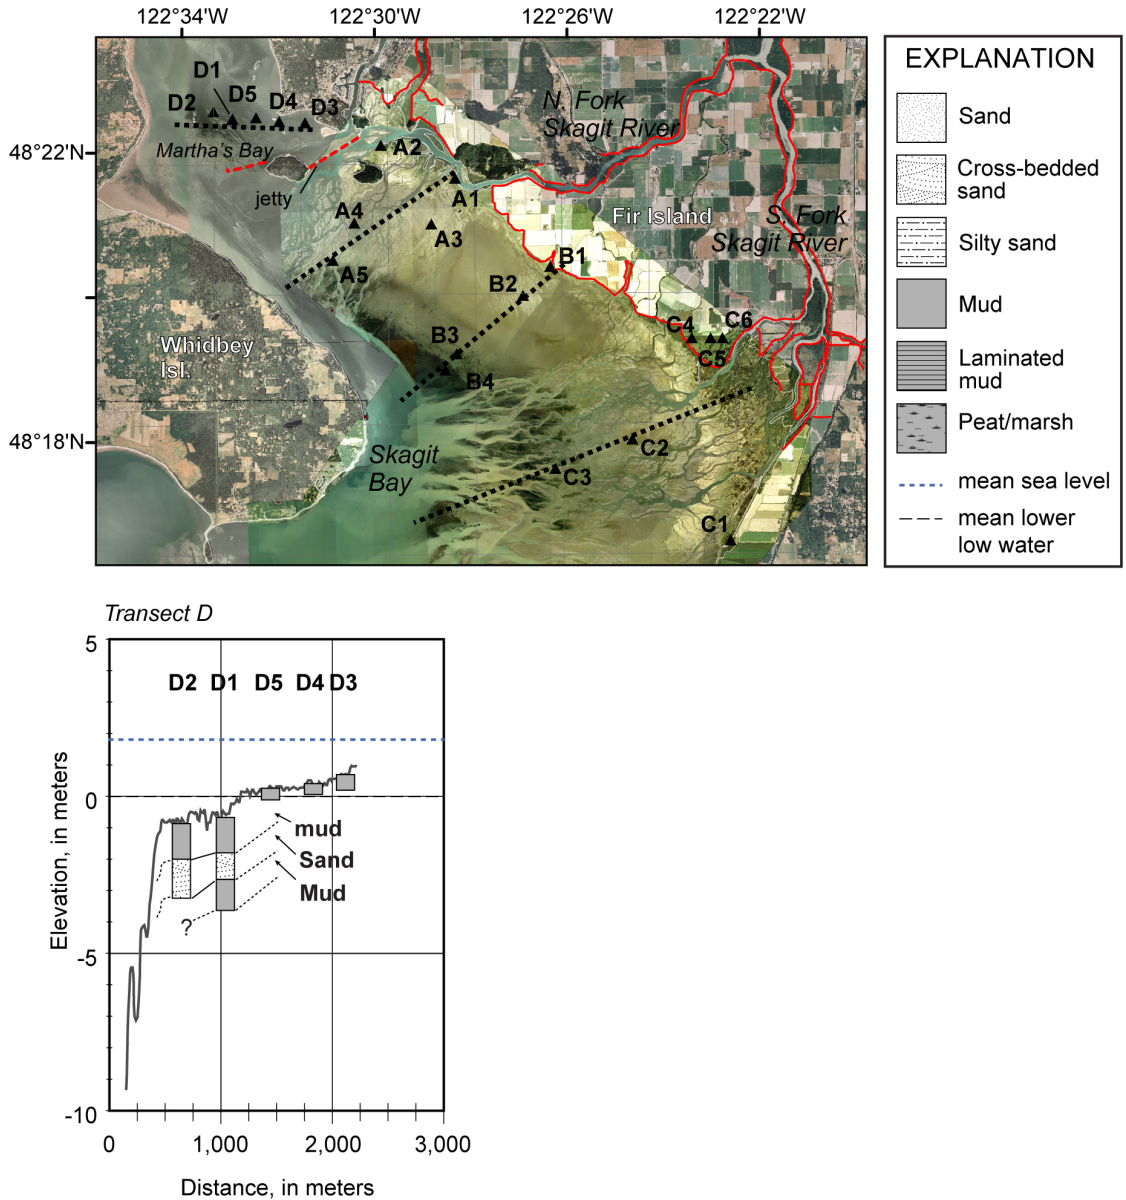 122°34'W 122°30'W 122°26'W 122°22'W
48°22'N
48°18'N
D1
D5
D2
D4
D3
Martha's Bay
jetty
A2
A1
A4
A3
A5
N. Fork
Skagit River
Fir Island
S. Fork
Skagit River
B1
B2
B3
B4
C4
C6
C5
C2
C3
C1
Whidbey
Isl.
Skagit
Bay
EXPLANATION
Sand
Cross-bedded
sand
Silty sand
Mud
Laminated
mud
Peat/marsh
mean sea level
mean lower
low water
Transect D
5
0
-5
-10
Elevation, in meters
D2 D1 D5 D4 D3
mud
Sand
Mud
?
0 1,000 2,000 3,000
Distance, in meters